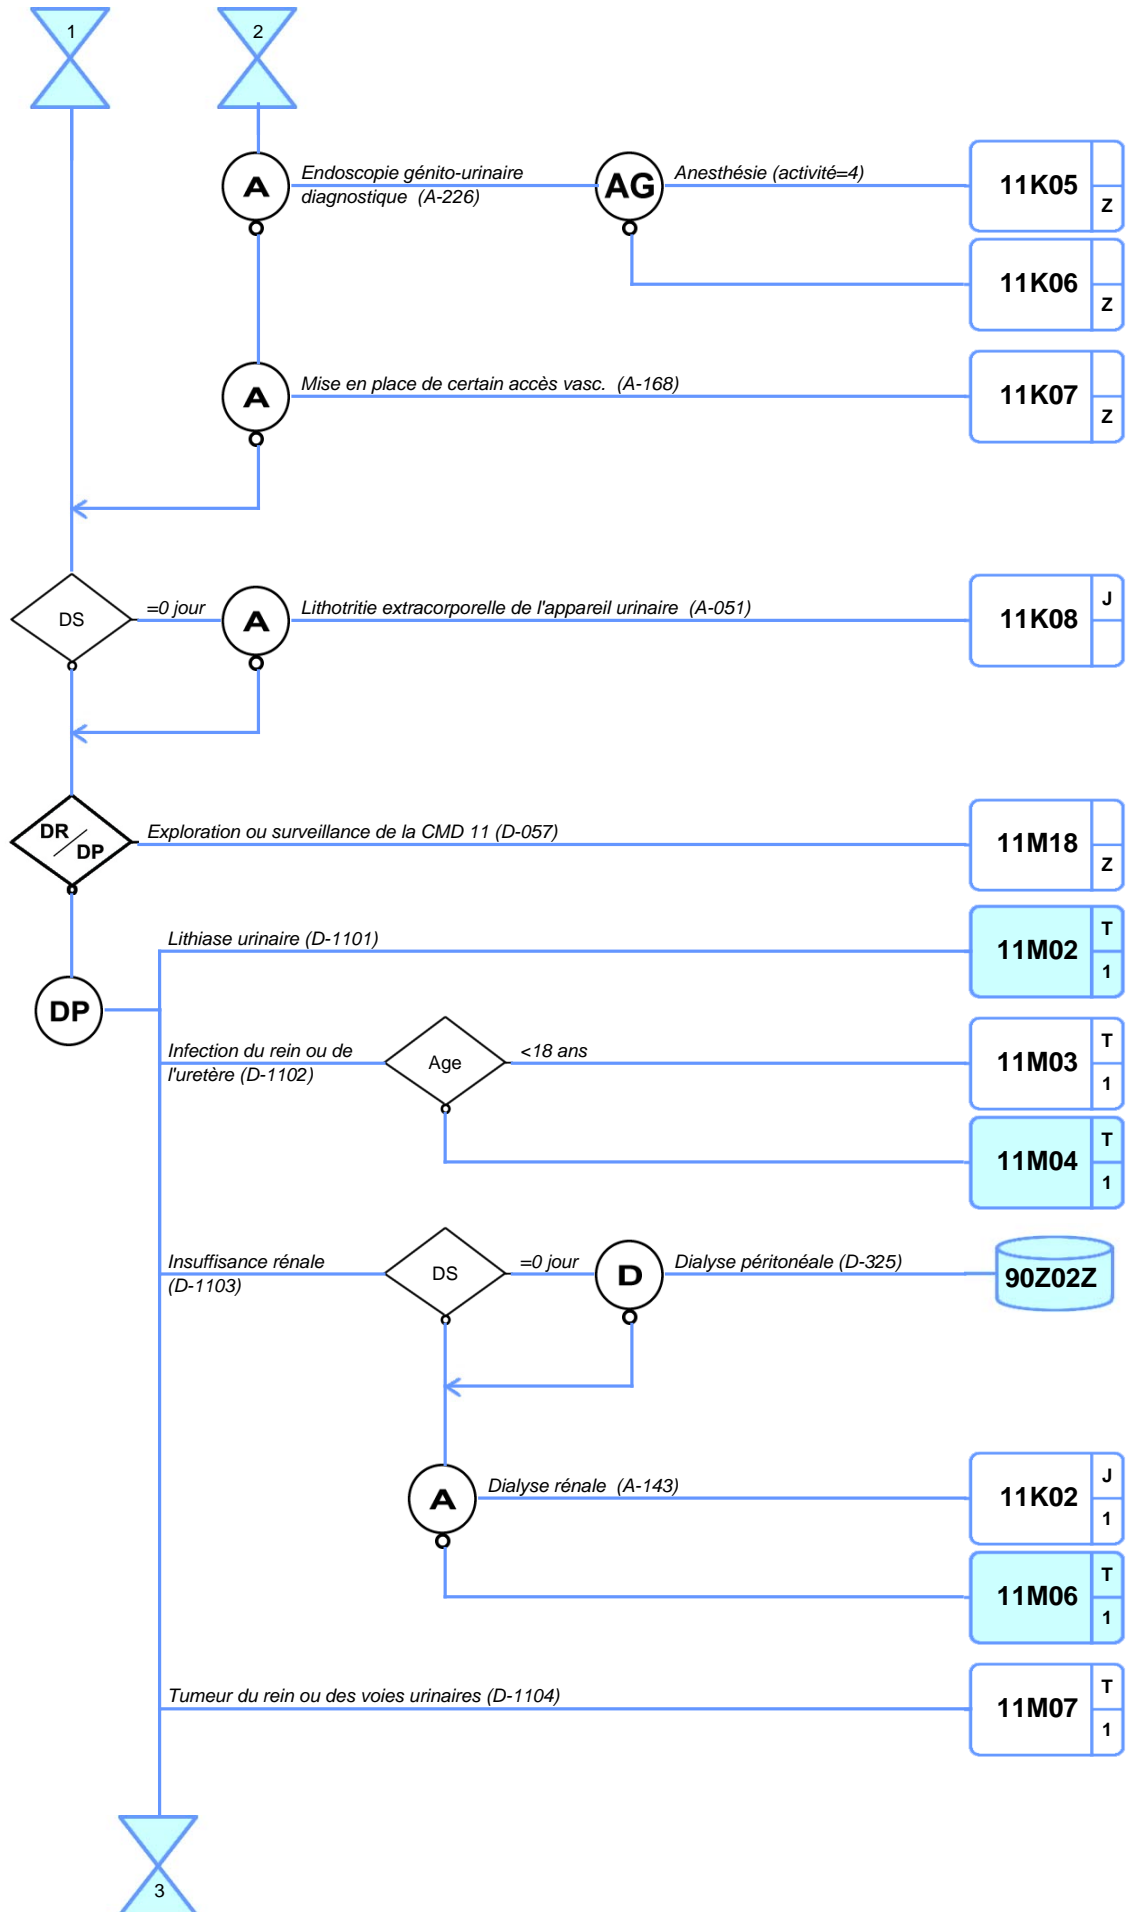 1
2
A
Endoscopie génito-urinaire
diagnostique (A-226)
AG
Anesthésie (activité=4)
11K05
Z
11K06
Z
A
Mise en place de certain accès vasc. (A-168)
11K07
Z
DS
=0 jour
A
Lithotritie extracorporelle de l'appareil urinaire (A-051)
11K08
J
DR
DP
Exploration ou surveillance de la CMD 11 (D-057)
11M18
Z
DP
Lithiase urinaire (D-1101)
11M02
T
1
Infection du rein ou de
l'uretère (D-1102)
Age
<18 ans
11M03
T
1
11M04
T
1
Insuffisance rénale
(D-1103)
DS
=0 jour
D
Dialyse péritonéale (D-325)
90Z02Z
A
Dialyse rénale (A-143)
11K02
J
1
11M06
T
1
Tumeur du rein ou des voies urinaires (D-1104)
11M07
T
1
3